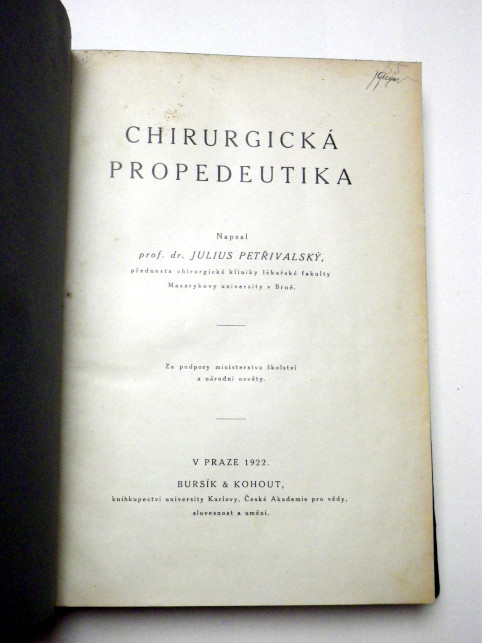 CHIRURGICKÁ
PROPEDEUTIKA
Napsal
prof. dr. JULIUS PETŘIVALSKÝ,
přednosta chirurgické kliniky lékařské fakulty
Masarykovy university v Brně.
Za podpory ministerstva školství
a národní osvěty.
V PRAZE 1922.
BURSÍK & KOHOUT,
knihkupectví university Karlovy, České Akademie pro vědy,
slovesnost a umění.